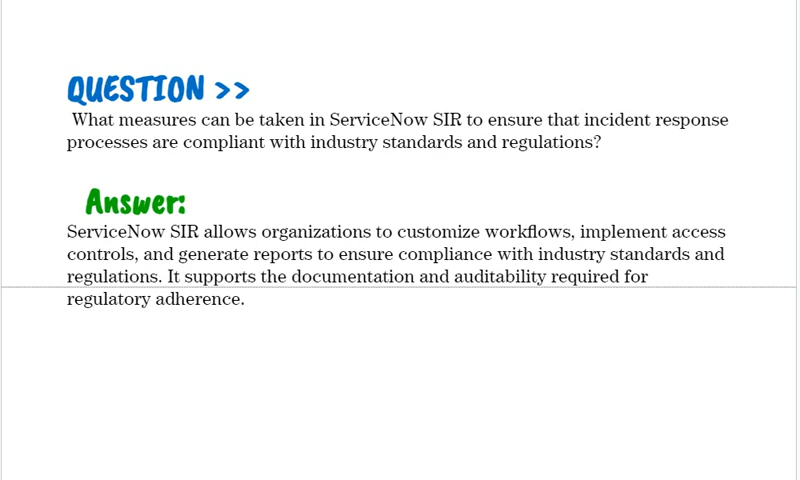 QUESTION >>
What measures can be taken in ServiceNow SIR to ensure that incident response
processes are compliant with industry standards and regulations?
Answer:
ServiceNow SIR allows organizations to customize workflows, implement access
controls, and generate reports to ensure compliance with industry standards and
regulations. It supports the documentation and auditability required for
regulatory adherence.